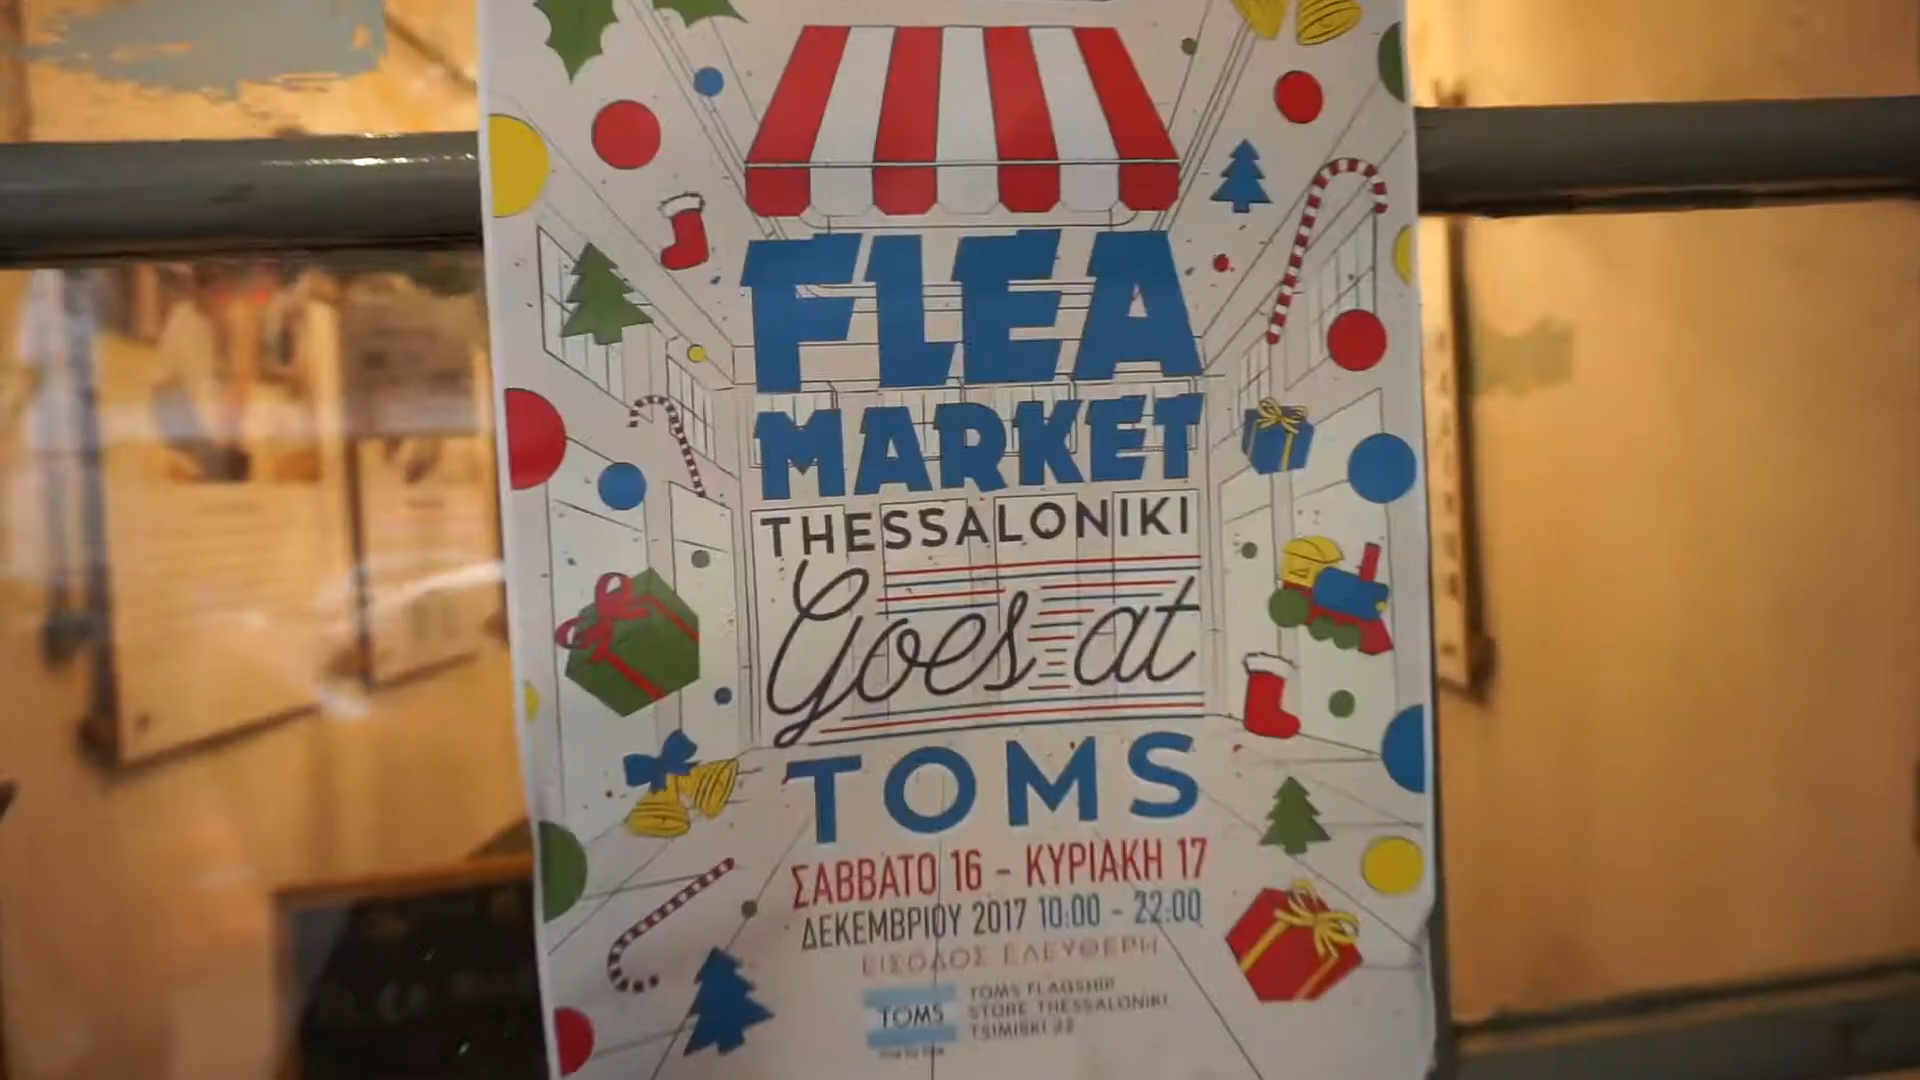 FLEA
MARKET
THESSALONIKI
Goes at
TOMS
ΣΑΒΒΑΤΟ 16 - ΚΥΡΙΑΚΗ 17
ΔΕΚΕΜΒΡΙΟΥ 2017 10:00 - 22:00
ΕΙΣΟΔΟΣ ΕΛΕΥΘΕΡΗ
TOMS
TOMS FLAGSHIP
STORE THESSALONIKI
TSIMISKI